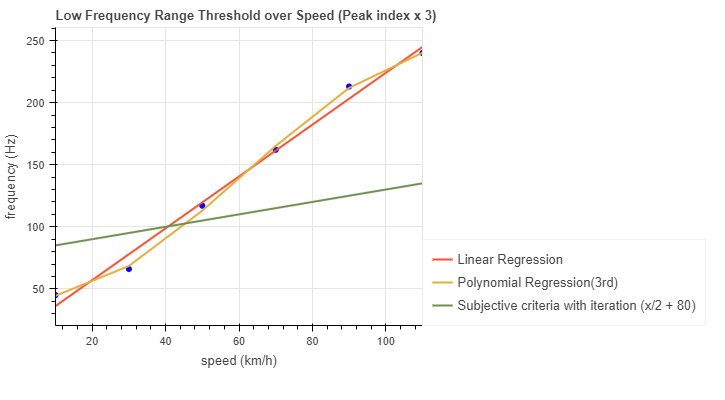 Low Frequency Range Threshold over Speed (Peak index x 3)
250
200
150
100
50
frequency (Hz)
20
40
60
80
100
speed (km/h)
Linear Regression
Polynomial Regression(3rd)
Subjective criteria with iteration (x/2 + 80)